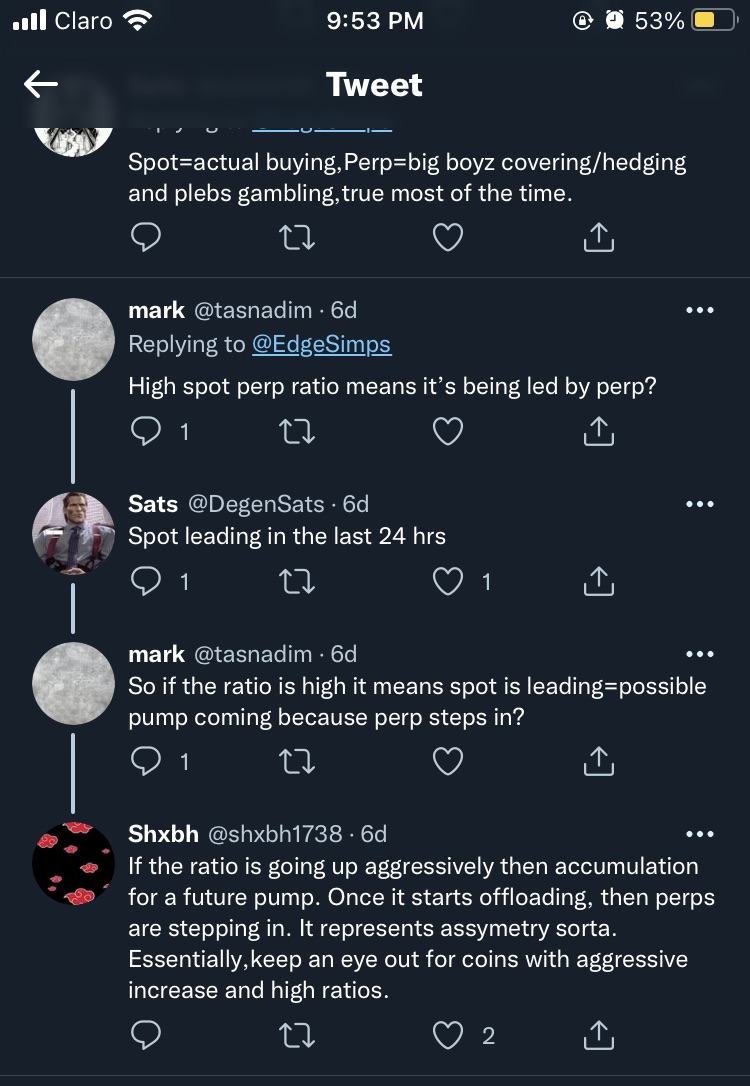 Claro
9:53 PM
53%
Tweet
Spot=actual buying,Perp=big boyz covering/hedging
and plebs gambling,true most of the time.
mark @tasnadim · 6d
Replying to @EdgeSimps
High spot perp ratio means it’s being led by perp?
1
Sats @DegenSats · 6d
Spot leading in the last 24 hrs
1 1
mark @tasnadim · 6d
So if the ratio is high it means spot is leading=possible
pump coming because perp steps in?
1
Shxbh @shxbh1738 · 6d
If the ratio is going up aggressively then accumulation
for a future pump. Once it starts offloading, then perps
are stepping in. It represents assymetry sorta.
Essentially,keep an eye out for coins with aggressive
increase and high ratios.
2